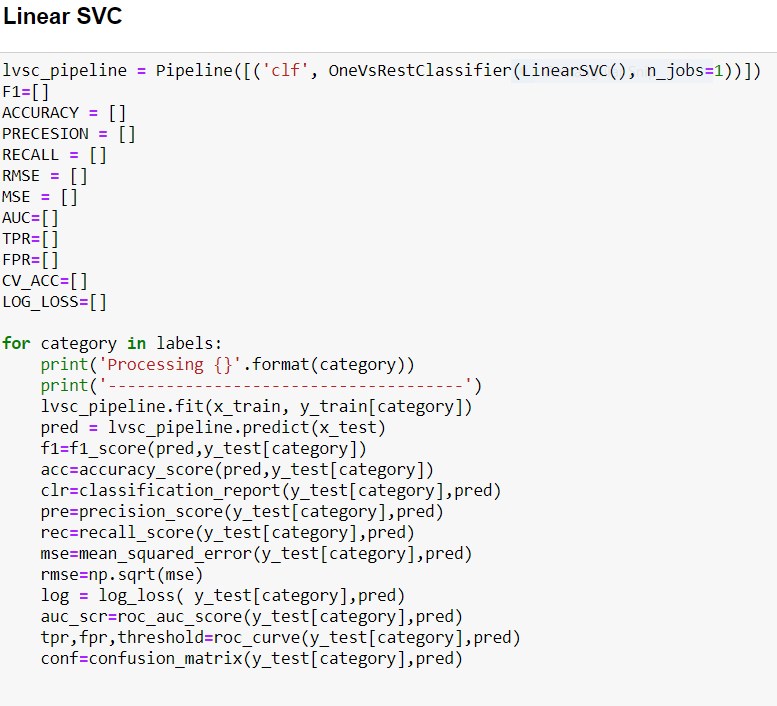 Linear SVC
lvsc_pipeline = Pipeline([('clf', OneVsRestClassifier(LinearSVC(), n_jobs=1))])
F1=[]
ACCURACY = []
PRECESION = []
RECALL = []
RMSE = []
MSE = []
AUC=[]
TPR=[]
FPR=[]
CV_ACC=[]
LOG_LOSS=[]
for category in labels:
    print('Processing {}'.format(category))
    print('-------------------------------------')
    lvsc_pipeline.fit(x_train, y_train[category])
    pred = lvsc_pipeline.predict(x_test)
    f1=f1_score(pred,y_test[category])
    acc=accuracy_score(pred,y_test[category])
    clr=classification_report(y_test[category],pred)
    pre=precision_score(y_test[category],pred)
    rec=recall_score(y_test[category],pred)
    mse=mean_squared_error(y_test[category],pred)
    rmse=np.sqrt(mse)
    log = log_loss( y_test[category],pred)
    auc_scr=roc_auc_score(y_test[category],pred)
    tpr,fpr,threshold=roc_curve(y_test[category],pred)
    conf=confusion_matrix(y_test[category],pred)